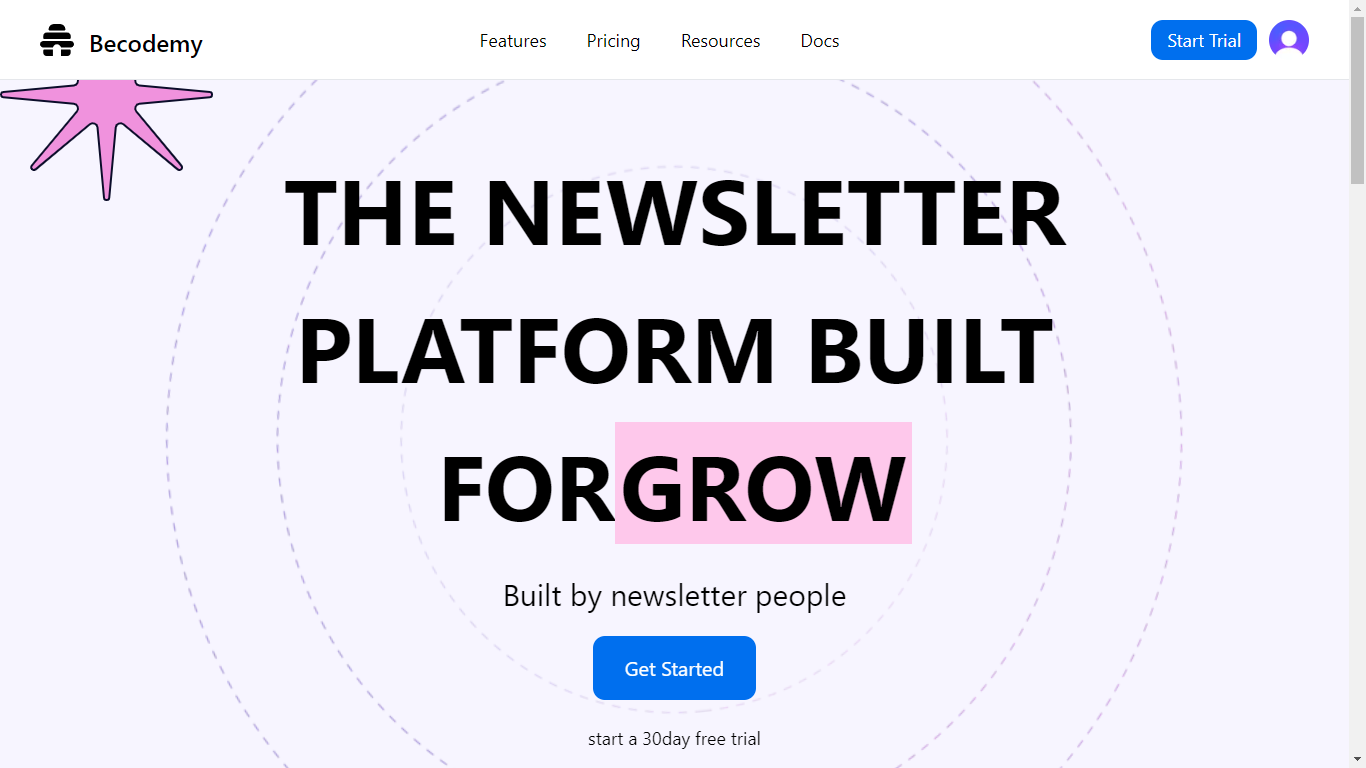 Becodemy
Features
Pricing
Resources
Docs
Start Trial
THE NEWSLETTER
PLATFORM BUILT
FORGROW
Built by newsletter people
Get Started
start a 30day free trial